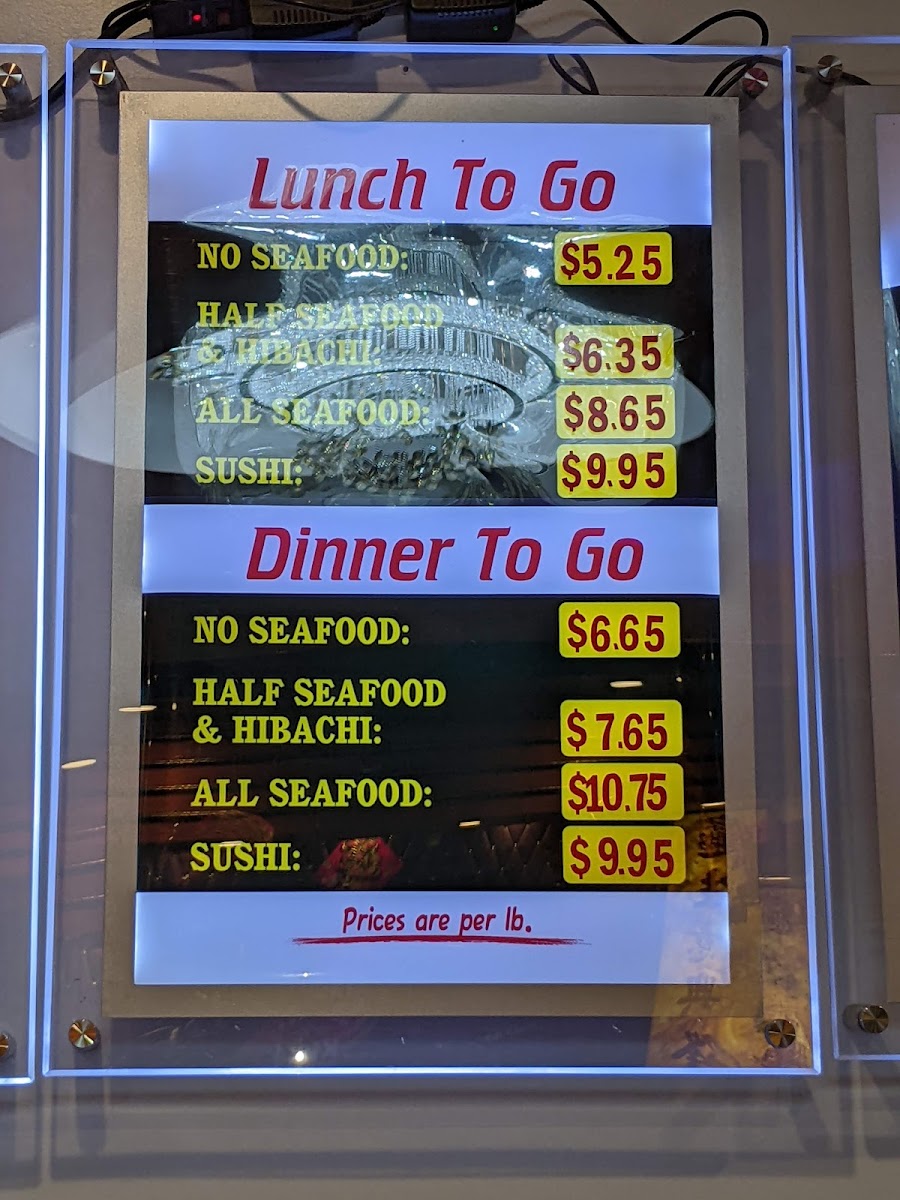 Lunch To Go
NO SEAFOOD: $5.25
HALF SEAFOOD
& HIBACHI: $6.35
ALL SEAFOOD: $8.65
SUSHI: $9.95
Dinner To Go
NO SEAFOOD: $6.65
HALF SEAFOOD
& HIBACHI: $7.65
ALL SEAFOOD: $10.75
SUSHI: $9.95
Prices are per lb.